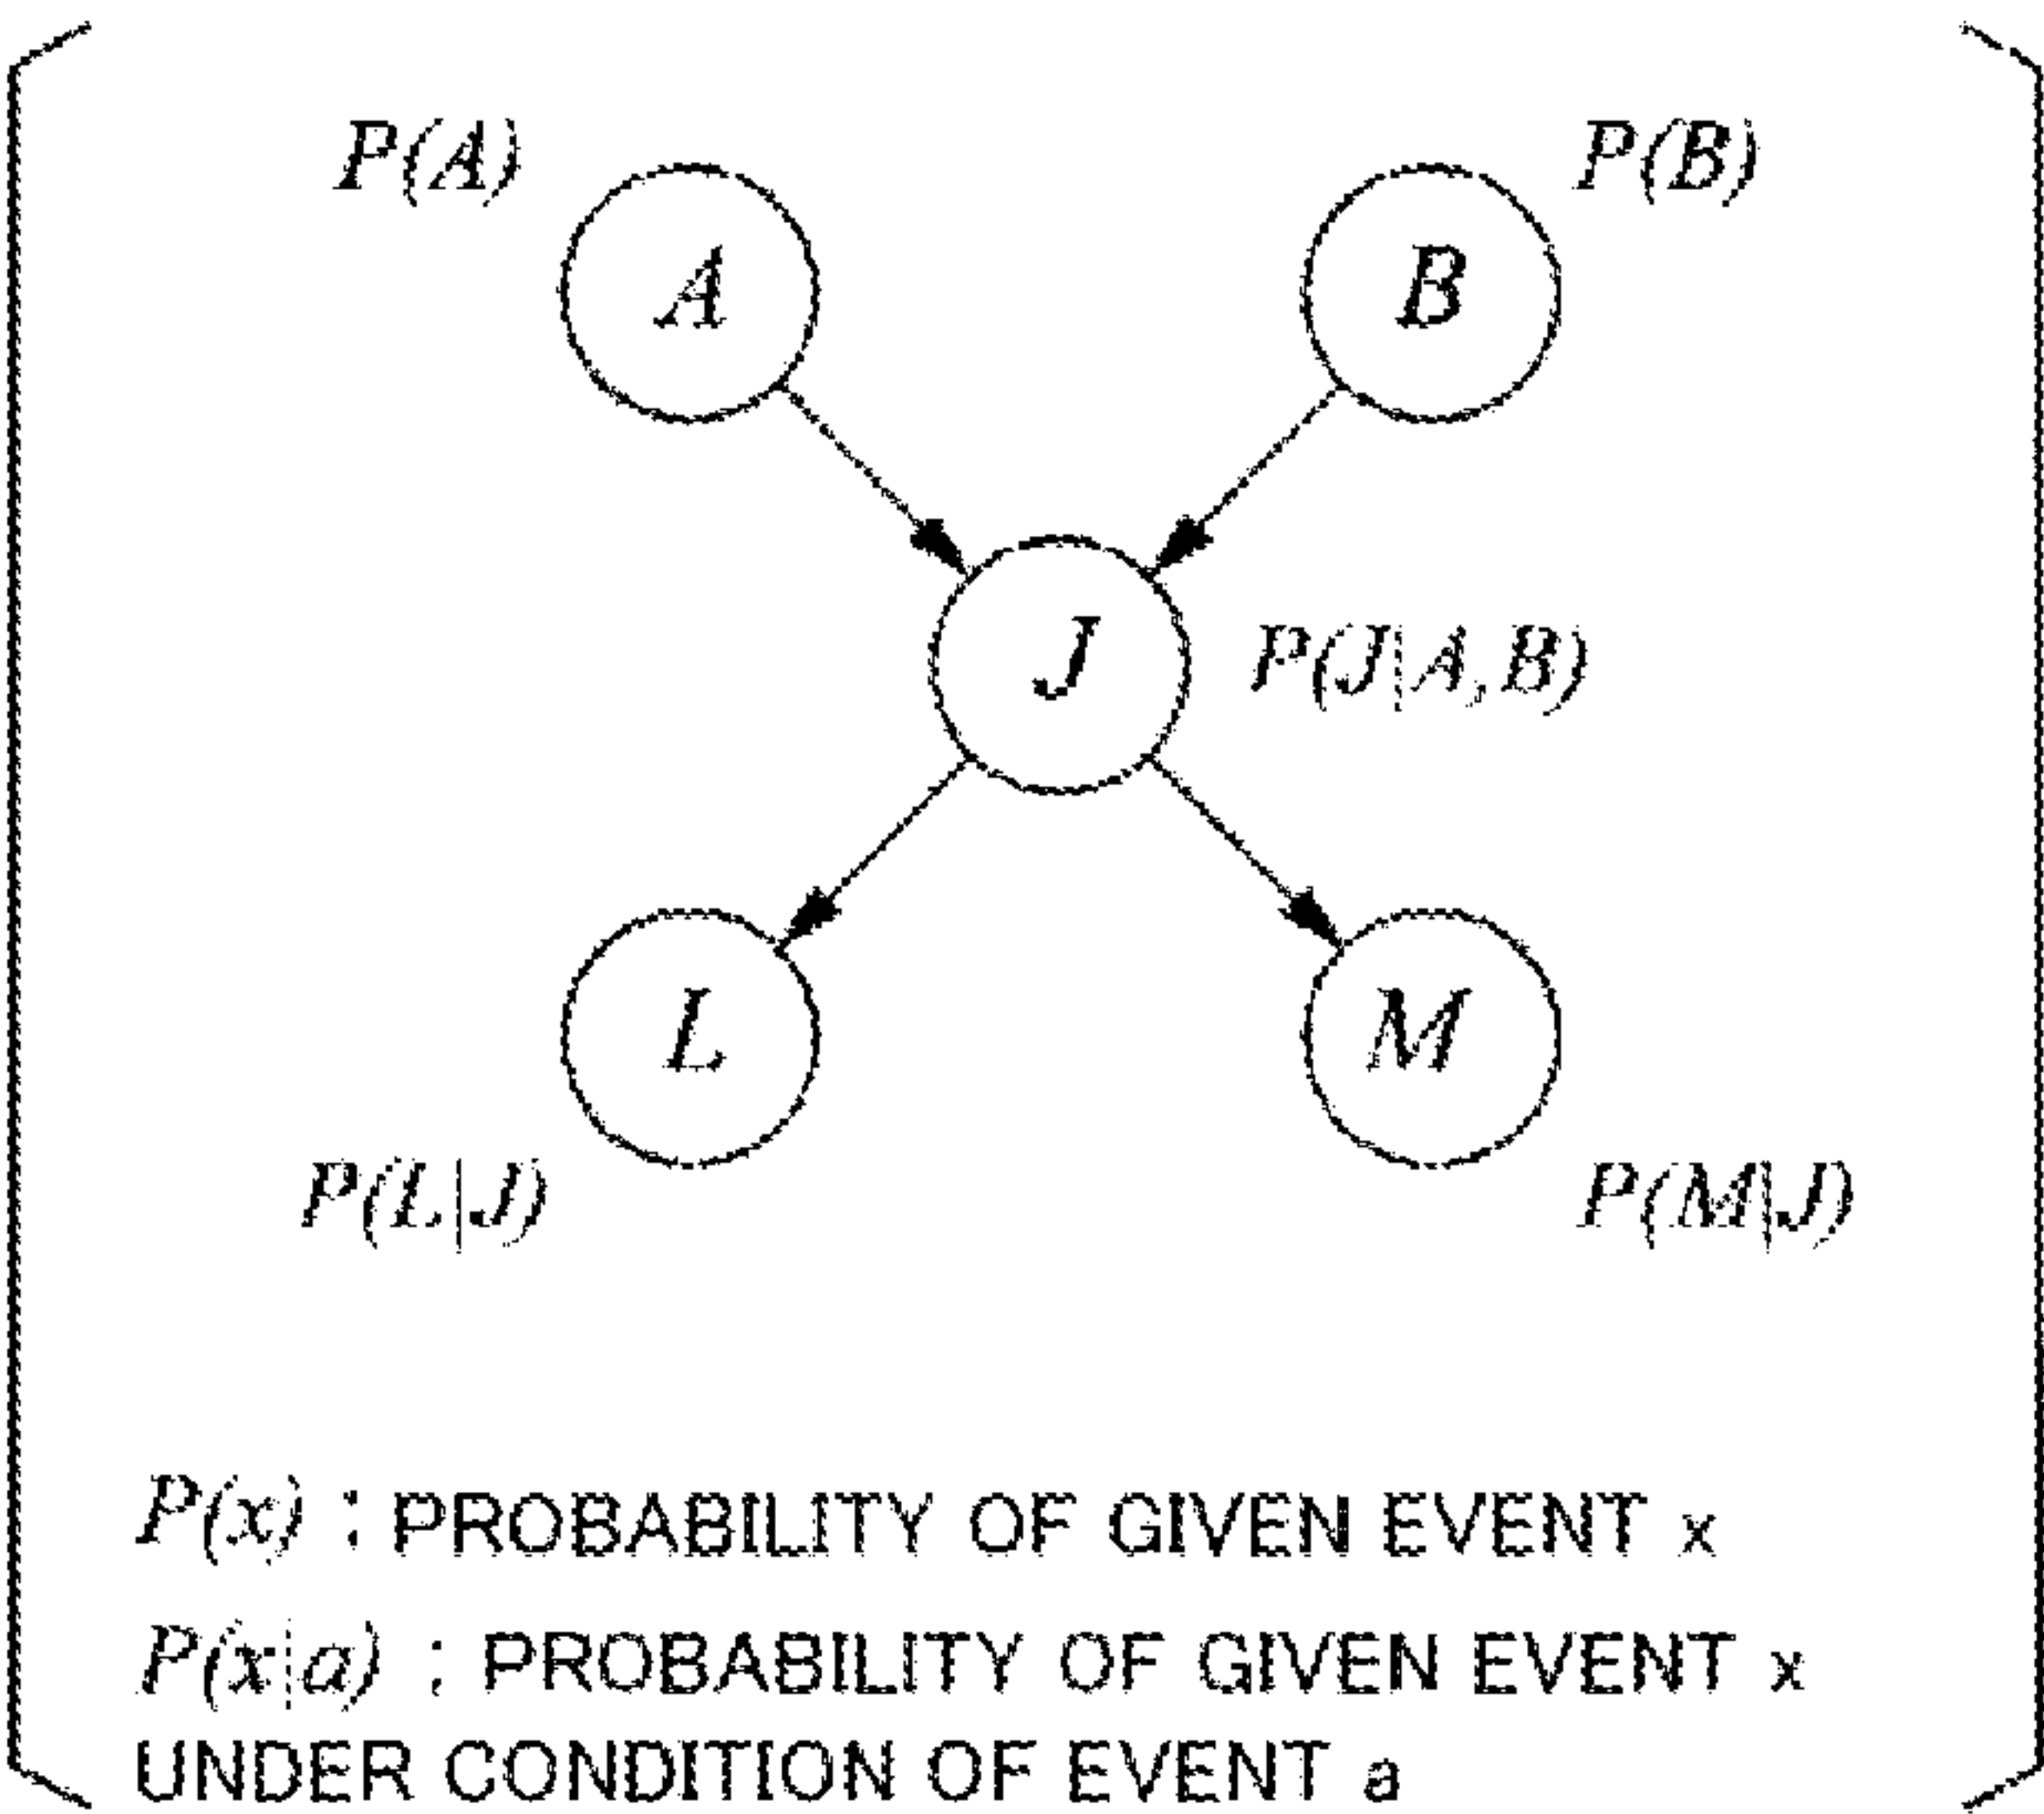 P(A)
P(B)
A
B
J
P(J|A,B)
L
M
P(L|J)
P(M|J)
P(x) : PROBABILITY OF GIVEN EVENT x
P(x|a) : PROBABILITY OF GIVEN EVENT x
UNDER CONDITION OF EVENT a